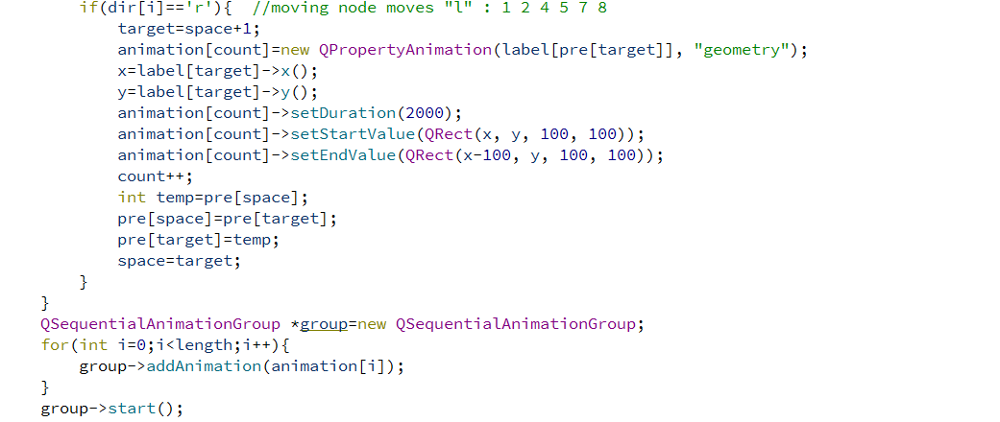 if(dir[i]=='r'){  //moving node moves "l" : 1 2 4 5 7 8
target=space+1;
animation[count]=new QPropertyAnimation(label[pre[target]], "geometry");
x=label[target]->x();
y=label[target]->y();
animation[count]->setDuration(2000);
animation[count]->setStartValue(QRect(x, y, 100, 100));
animation[count]->setEndValue(QRect(x-100, y, 100, 100));
count++;
int temp=pre[space];
pre[space]=pre[target];
pre[target]=temp;
space=target;
}
}
QSequentialAnimationGroup *group=new QSequentialAnimationGroup;
for(int i=0;i<length;i++){
group->addAnimation(animation[i]);
}
group->start();